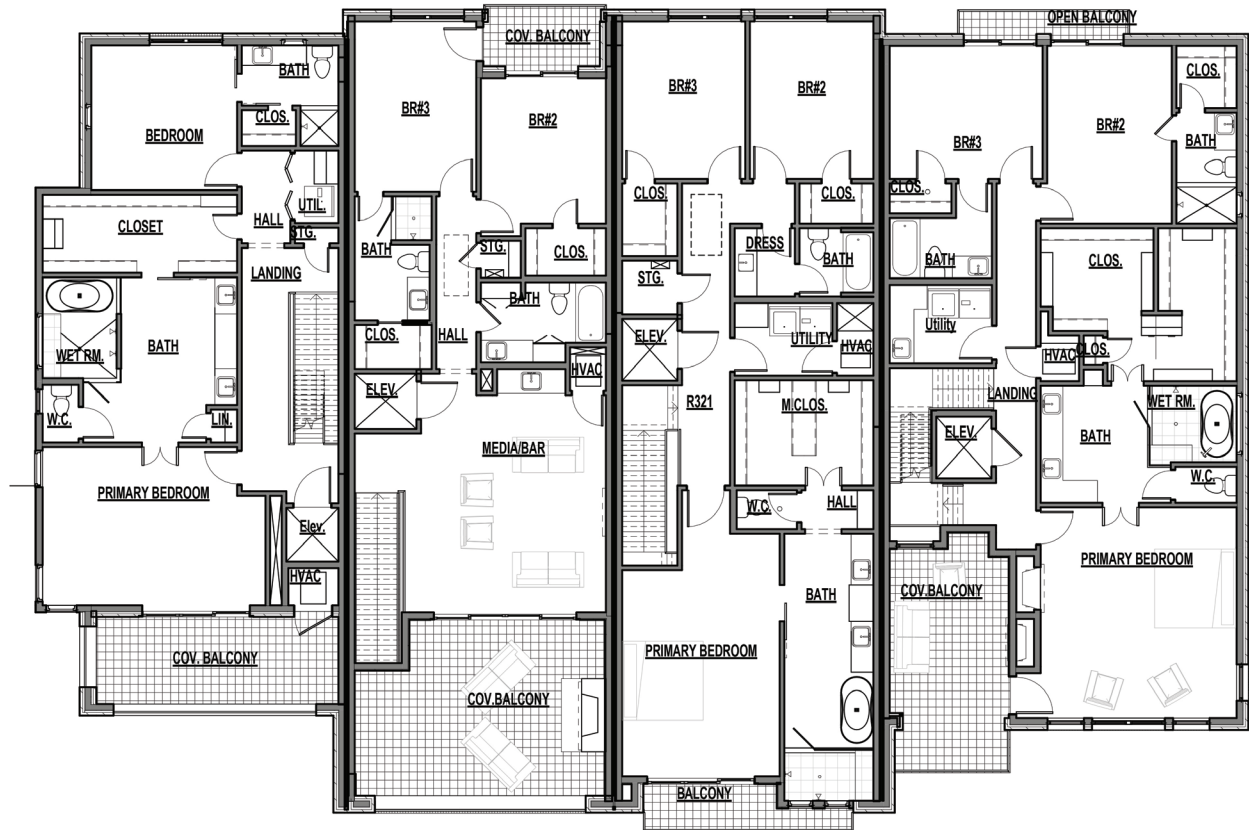 BEDROOM
BATH
CLOS.
UTIL.
HALL
STG.
CLOSET
LANDING
WET RM.
BATH
W.C.
LIN.
PRIMARY BEDROOM
Elev.
HVAC
COV. BALCONY
COV. BALCONY
BR#3
BR#2
BATH
STG.
CLOS.
BATH
CLOS.
HALL
HVAC
ELEV.
MEDIA/BAR
COV.BALCONY
BR#3
BR#2
CLOS.
CLOS.
DRESS
BATH
STG.
ELEV.
UTILITY
HVAC
R321
M.CLOS.
W.C.
HALL
BATH
PRIMARY BEDROOM
BALCONY
OPEN BALCONY
CLOS.
BR#3
BR#2
BATH
CLOS.
BATH
CLOS.
Utility
HVAC
CLOS.
LANDING
WET RM.
ELEV.
BATH
W.C.
PRIMARY BEDROOM
COV.BALCONY